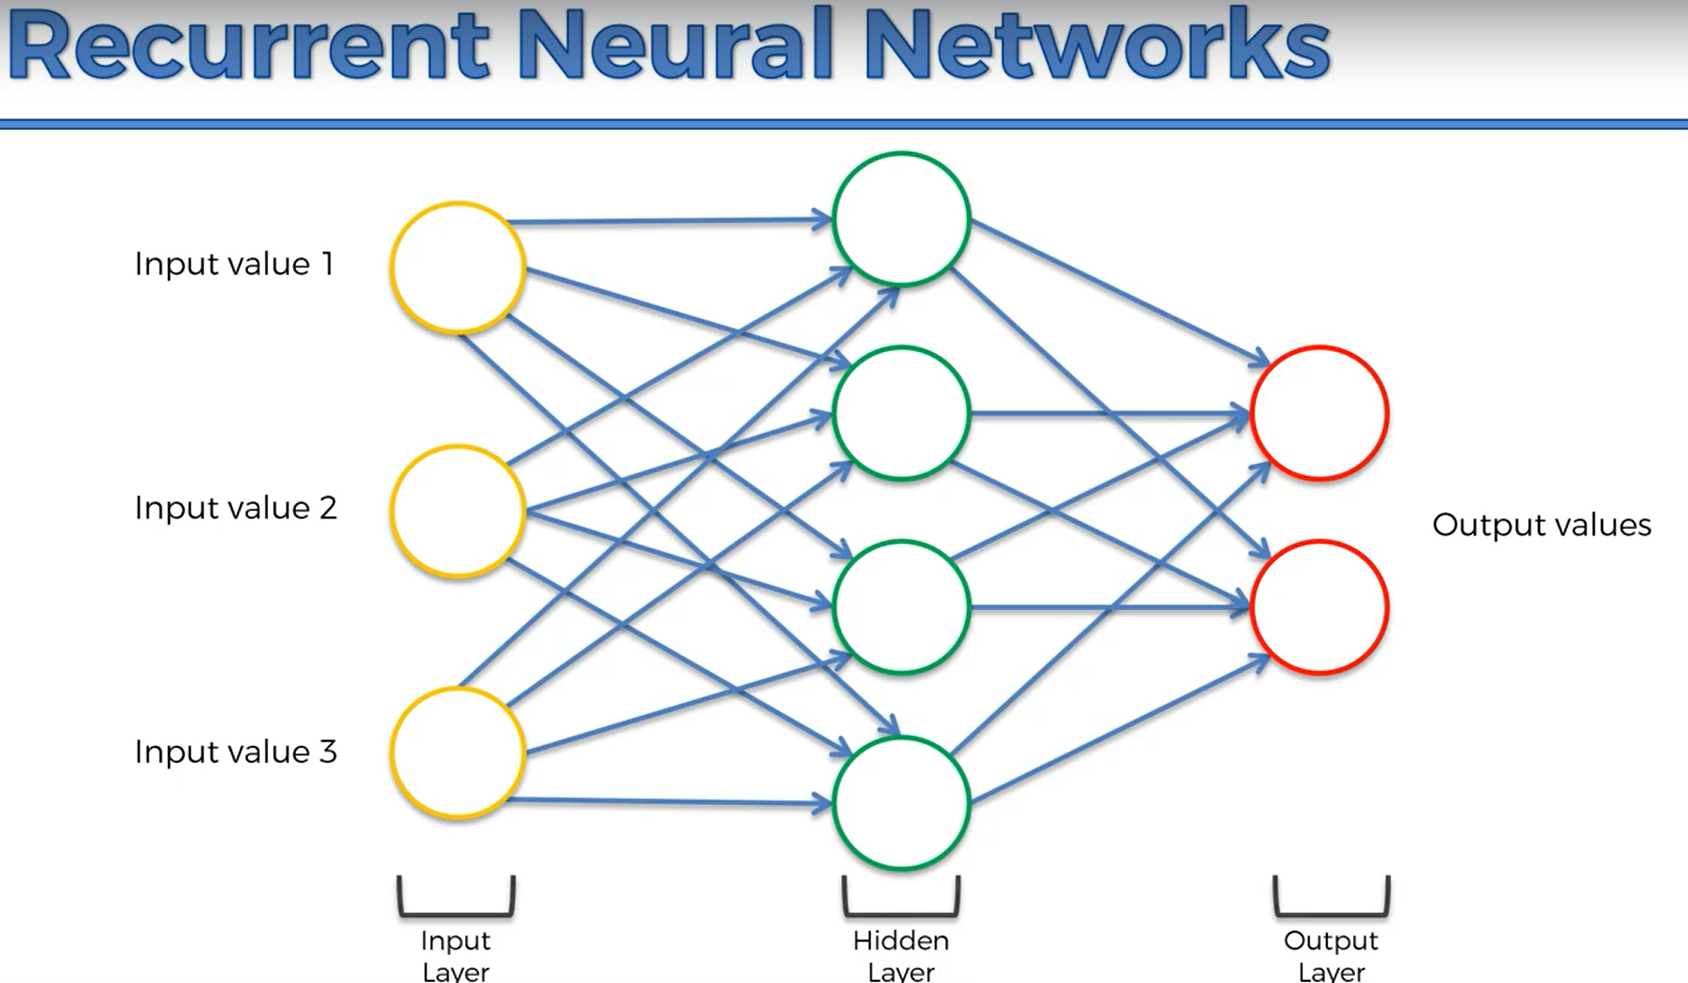 Recurrent Neural Networks
Input value 1
Input value 2
Output values
Input value 3
Input
Layer
Hidden
Layer
Output
Layer